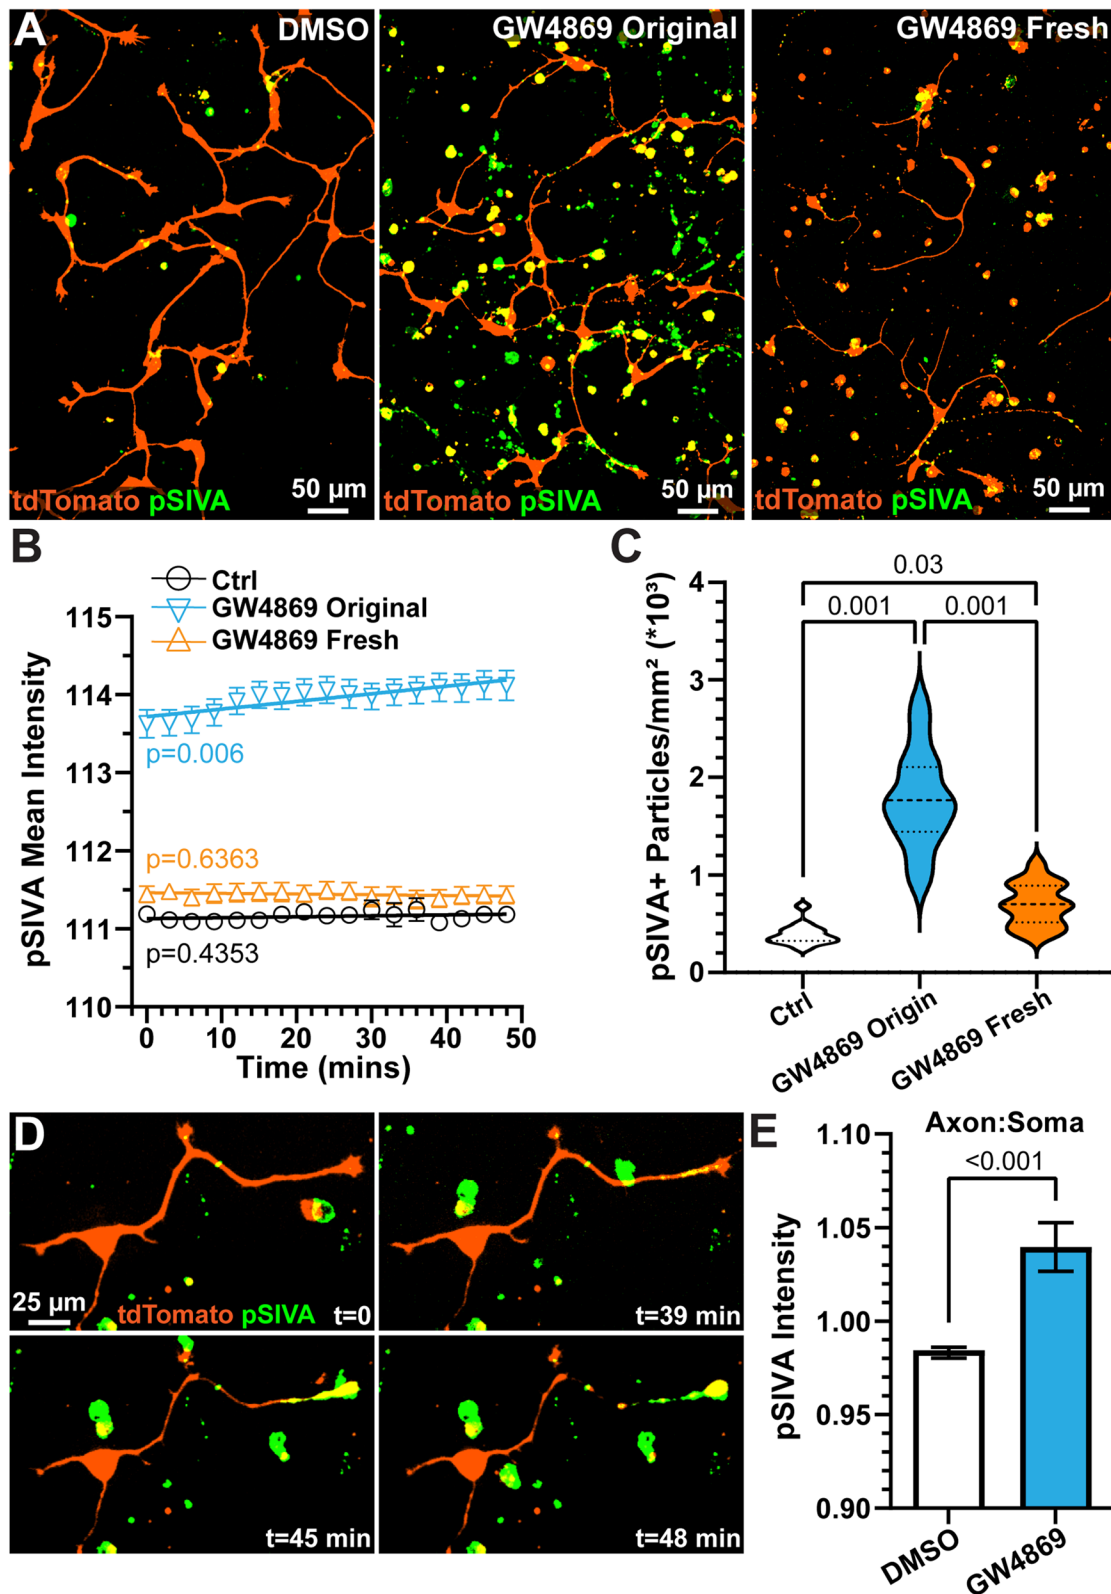 A
DMSO
GW4869 Original
GW4869 Fresh
tdTomato pSIVA
50 µm
tdTomato pSIVA
50 µm
tdTomato pSIVA
50 µm
B
Ctrl
GW4869 Original
GW4869 Fresh
115
114
113
112
111
110
pSIVA Mean Intensity
p=0.006
p=0.6363
p=0.4353
0
10
20
30
40
50
Time (mins)
C
0.03
0.001
0.001
4
3
2
1
0
pSIVA+ Particles/mm² (*10³)
Ctrl
GW4869 Origin
GW4869 Fresh
D
25 µm
tdTomato pSIVA
t=0
t=39 min
t=45 min
t=48 min
E
Axon:Soma
<0.001
1.10
1.05
1.00
0.95
0.90
pSIVA Intensity
DMSO
GW4869